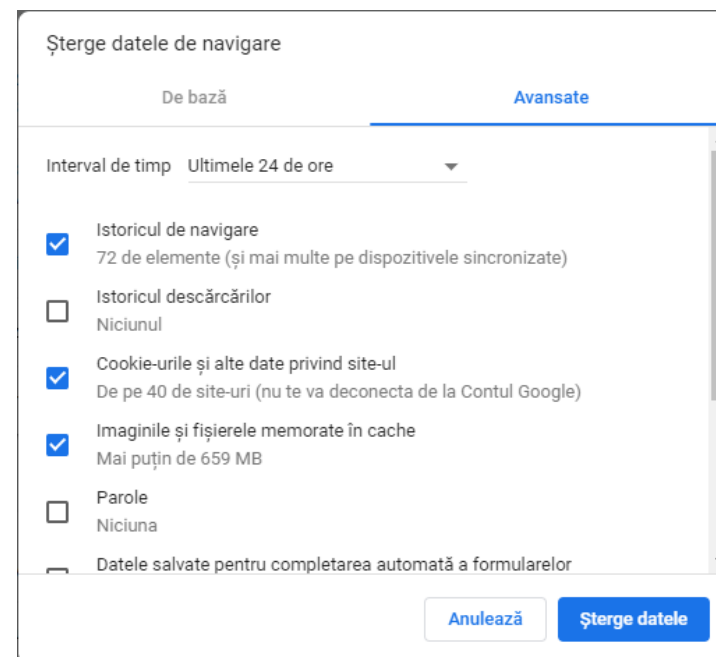 Șterge datele de navigare
De bază
Avansate
Interval de timp Ultimele 24 de ore
Istoricul de navigare
72 de elemente (și mai multe pe dispozitivele sincronizate)
Istoricul descărcărilor
Niciunul
Cookie-urile și alte date privind site-ul
De pe 40 de site-uri (nu te va deconecta de la Contul Google)
Imaginile și fișierele memorate în cache
Mai puțin de 659 MB
Parole
Niciuna
Datele salvate pentru completarea automată a formularelor
Anulează
Șterge datele